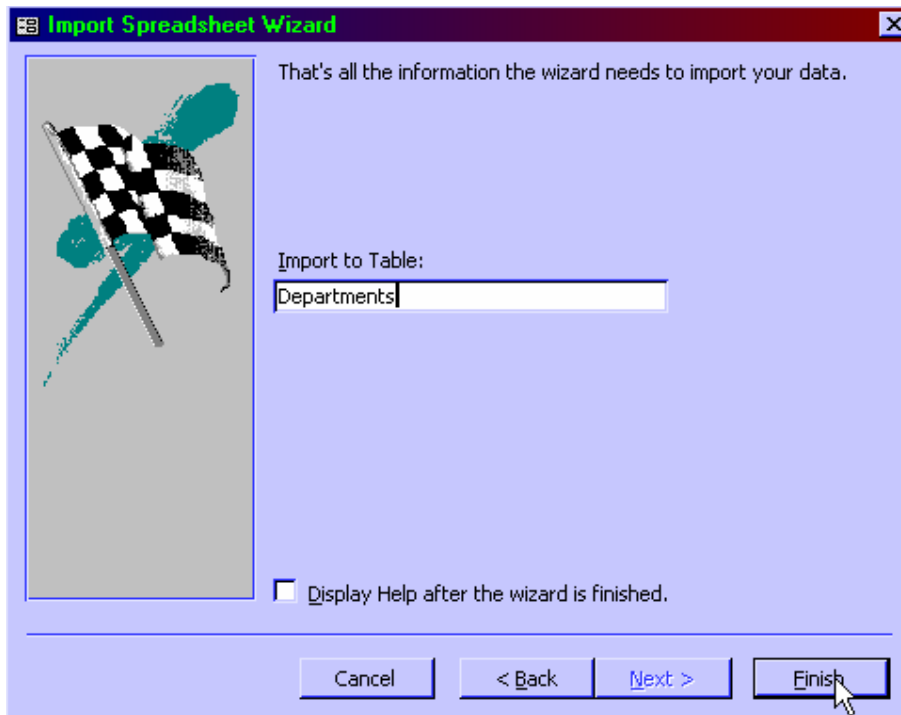 Import Spreadsheet Wizard
That's all the information the wizard needs to import your data.
Import to Table:
Departments
Display Help after the wizard is finished.
Cancel
< Back
Next >
Finish